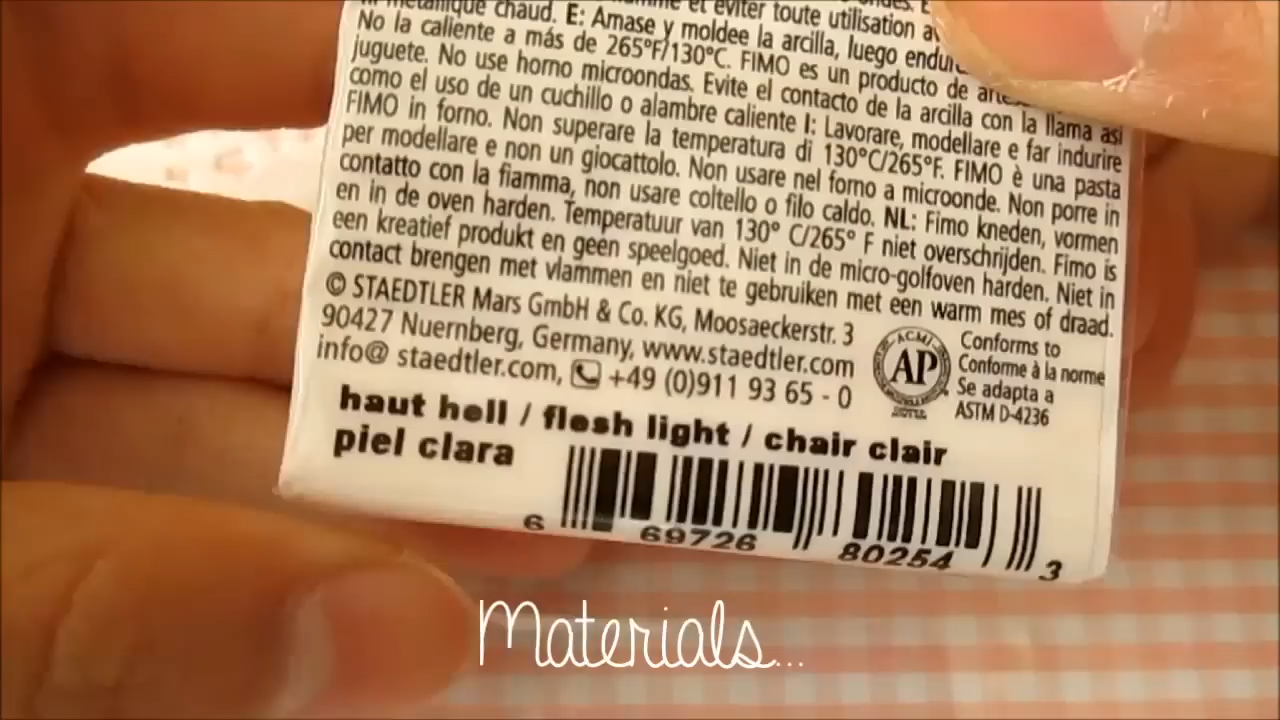 métallique chaud. E: Amase y moldee la arcilla, luego
et éviter toute utilisation
No la caliente a más de 265°F/130°C. FIMO es un producto de
juguete. No use horno microondas. Evite el contacto de la arcilla con la llama asi
como el uso de un cuchillo o alambre caliente I: Lavorare, modellare e far indurire
FIMO in forno. Non superare la temperatura di 130°C/265°F. FIMO è una pasta
per modellare e non un giocattolo. Non usare nel forno a microonde. Non porre in
contatto con la fiamma, non usare coltello o filo caldo. NL: Fimo kneden, vormen
en in de oven harden. Temperatuur van 130° C/265° F niet overschrijden. Fimo is
een kreatief produkt en geen speelgoed. Niet in de micro-golfoven harden. Niet in
contact brengen met vlammen en niet te gebruiken met een warm mes of draad.
© STAEDTLER Mars GmbH & Co. KG, Moosaeckerstr. 3
90427 Nuernberg, Germany, www.staedtler.com
info@ staedtler.com, +49 (0)911 93 65 - 0
ACMI
AP
Conforms to
Conforme à la norme
Se adapta a
ASTM D-4236
haut hell / flesh light / chair clair
piel clara
6 69726 80254 3
Materials...